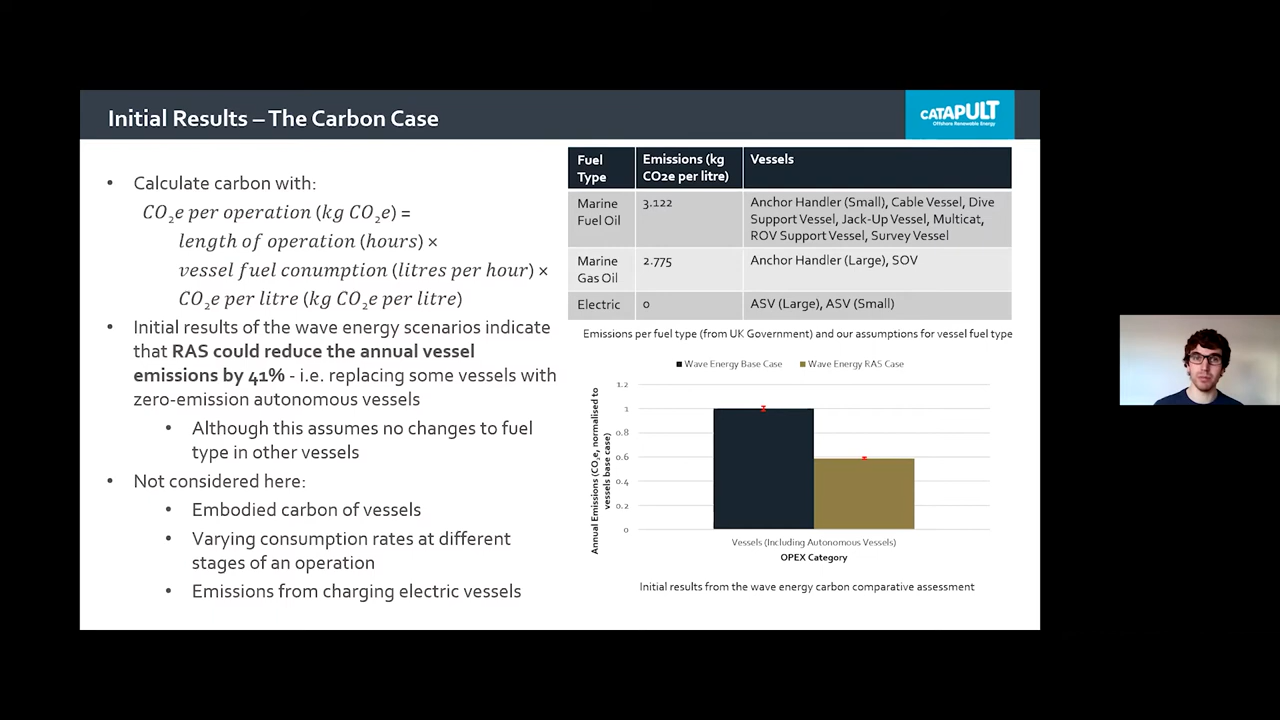 Initial Results – The Carbon Case
CATAPULT
Offshore Renewable Energy
• Calculate carbon with:
CO₂e per operation (kg CO₂e) =
length of operation (hours) ×
vessel fuel conumption (litres per hour) ×
CO₂e per litre (kg CO₂e per litre)
• Initial results of the wave energy scenarios indicate
that RAS could reduce the annual vessel
emissions by 41% - i.e. replacing some vessels with
zero-emission autonomous vessels
• Although this assumes no changes to fuel
type in other vessels
• Not considered here:
• Embodied carbon of vessels
• Varying consumption rates at different
stages of an operation
• Emissions from charging electric vessels
Fuel
Type
Emissions (kg
CO2e per litre)
Vessels
Marine
Fuel Oil
3.122
Anchor Handler (Small), Cable Vessel, Dive
Support Vessel, Jack-Up Vessel, Multicat,
ROV Support Vessel, Survey Vessel
Marine
Gas Oil
2.775
Anchor Handler (Large), SOV
Electric
0
ASV (Large), ASV (Small)
Emissions per fuel type (from UK Government) and our assumptions for vessel fuel type
Wave Energy Base Case
Wave Energy RAS Case
Annual Emissions (CO₂e, normalised to
vessels base case)
1.2
1
0.8
0.6
0.4
0.2
0
Vessels (Including Autonomous Vessels)
OPEX Category
Initial results from the wave energy carbon comparative assessment